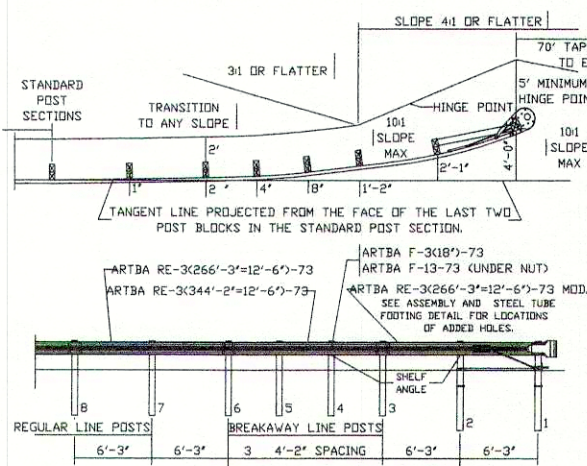 SLOPE 4:1 OR FLATTER
70' TAP
TO E
3:1 OR FLATTER
5' MINIMUM
HINGE POIN
STANDARD
POST
SECTIONS
TRANSITION
TO ANY SLOPE
HINGE POINT
10:1
SLOPE
MAX
10:1
SLOPE
MAX
2'
4'-0"
1"
2"
4"
8"
1'-2"
2'-1"
TANGENT LINE PROJECTED FROM THE FACE OF THE LAST TWO
POST BLOCKS IN THE STANDARD POST SECTION.
ARTBA F-3(18")-73
ARTBA F-13-73 (UNDER NUT)
ARTBA RE-3(266'-3"=12'-6")-73
ARTBA RE-3(344'-2"=12'-6")-73
ARTBA RE-3(266'-3"=12'-6")-73 MOD.
SEE ASSEMBLY AND STEEL TUBE
FOOTING DETAIL FOR LOCATIONS
OF ADDED HOLES.
SHELF
ANGLE
8 7 6 5 4 3 2 1
REGULAR LINE POSTS
BREAKAWAY LINE POSTS
6'-3" 6'-3" 3 4'-2" SPACING 6'-3" 6'-3"